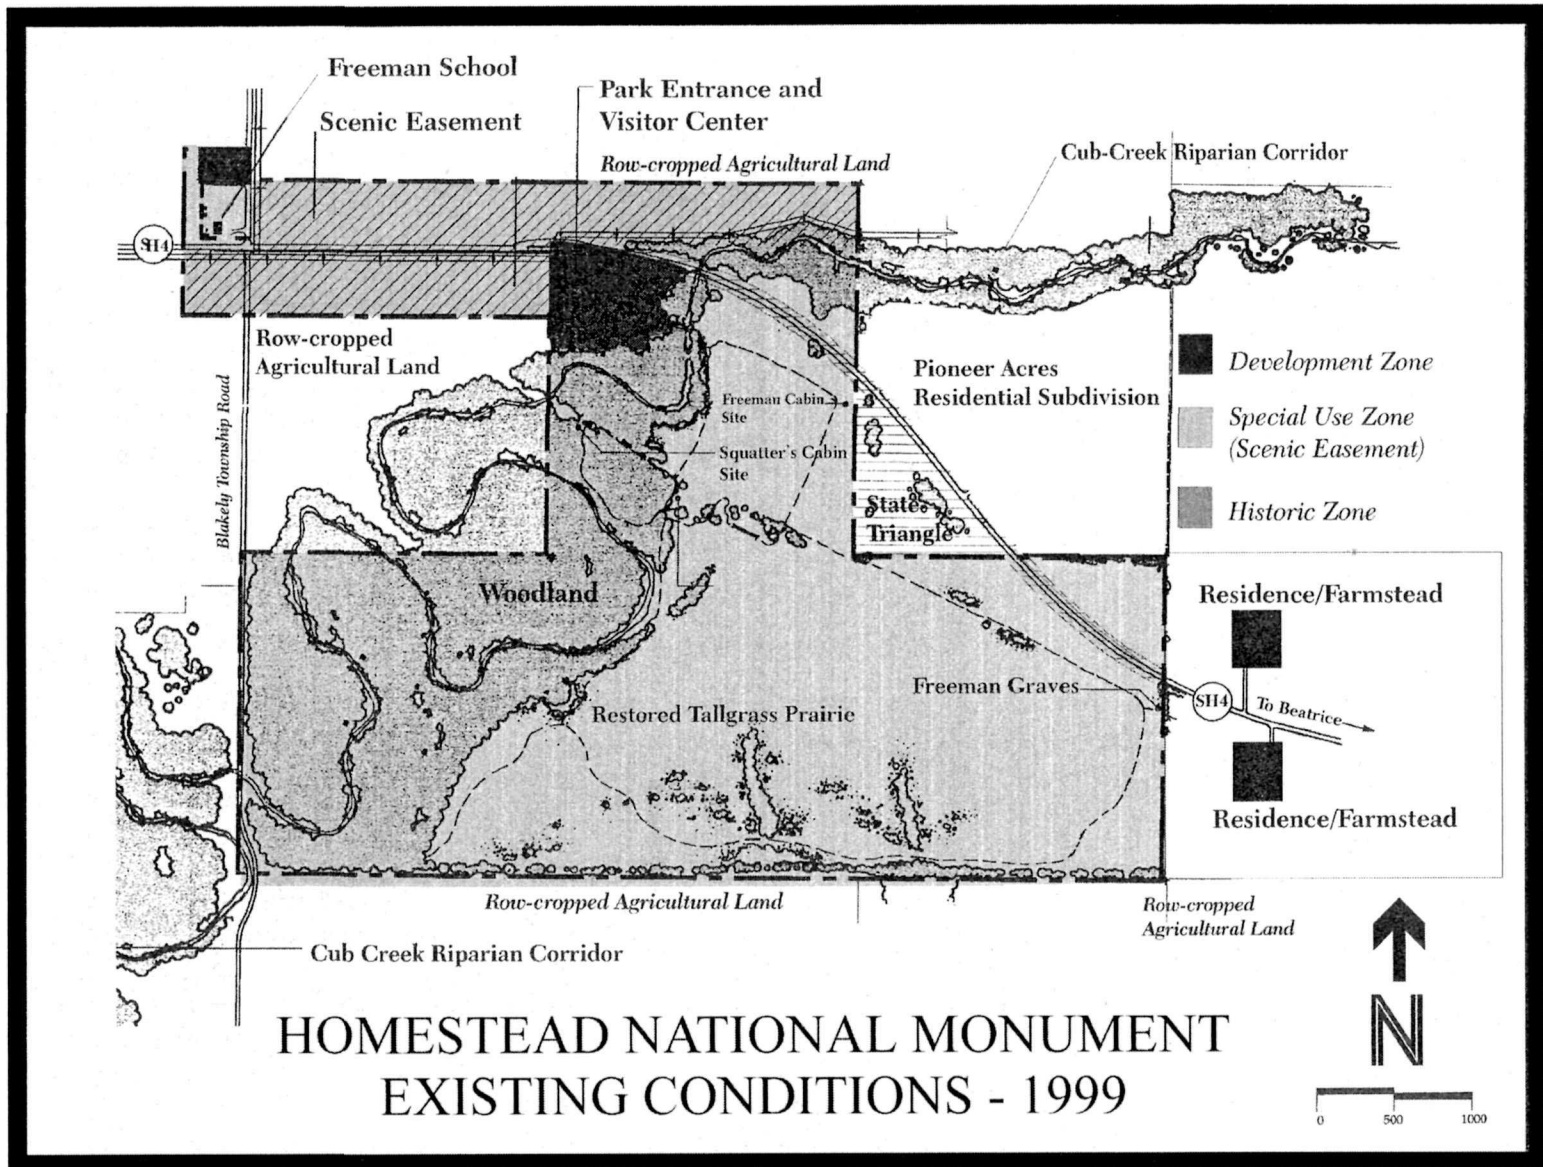 Freeman School
Scenic Easement
Park Entrance and
Visitor Center
Row-cropped Agricultural Land
Cub-Creek Riparian Corridor
SH4
Row-cropped
Agricultural Land
Blakely Township Road
Pioneer Acres
Residential Subdivision
Development Zone
Special Use Zone
(Scenic Easement)
Historic Zone
Freeman Cabin
Site
Squatter's Cabin
Site
State
Triangle
Woodland
Residence/Farmstead
Freeman Graves
SH4
To Beatrice
Restored Tallgrass Prairie
Residence/Farmstead
Row-cropped Agricultural Land
Row-cropped
Agricultural Land
Cub Creek Riparian Corridor
N
HOMESTEAD NATIONAL MONUMENT
EXISTING CONDITIONS - 1999
0 500 1000